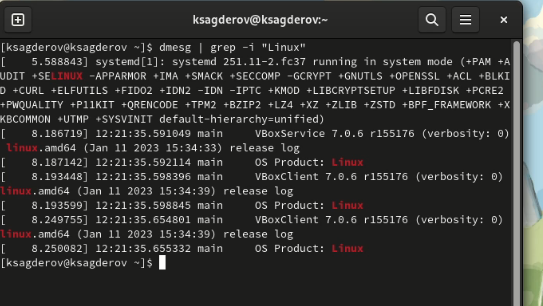 ksagderov@ksagderov:~
[ksagderov@ksagderov ~]$ dmesg | grep -i "Linux"
[    5.588843] systemd[1]: systemd 251.11-2.fc37 running in system mode (+PAM +A
UDIT +SELINUX -APPARMOR +IMA +SMACK +SECCOMP -GCRYPT +GNUTLS +OPENSSL +ACL +BLKI
D +CURL +ELFUTILS +FIDO2 +IDN2 -IDN -IPTC +KMOD +LIBCRYPTSETUP +LIBFDISK +PCRE2 
+PWQUALITY +P11KIT +QRENCODE +TPM2 +BZIP2 +LZ4 +XZ +ZLIB +ZSTD +BPF_FRAMEWORK +X
KBCOMMON +UTMP +SYSVINIT default-hierarchy=unified)
[    8.186719] 12:21:35.591049 main     VBoxService 7.0.6 r155176 (verbosity: 0)
 linux.amd64 (Jan 11 2023 15:34:33) release log
[    8.187142] 12:21:35.592114 main     OS Product: Linux
[    8.193448] 12:21:35.598396 main     VBoxClient 7.0.6 r155176 (verbosity: 0) 
linux.amd64 (Jan 11 2023 15:34:39) release log
[    8.193599] 12:21:35.598845 main     OS Product: Linux
[    8.249755] 12:21:35.654801 main     VBoxClient 7.0.6 r155176 (verbosity: 0) 
linux.amd64 (Jan 11 2023 15:34:39) release log
[    8.250082] 12:21:35.655332 main     OS Product: Linux
[ksagderov@ksagderov ~]$